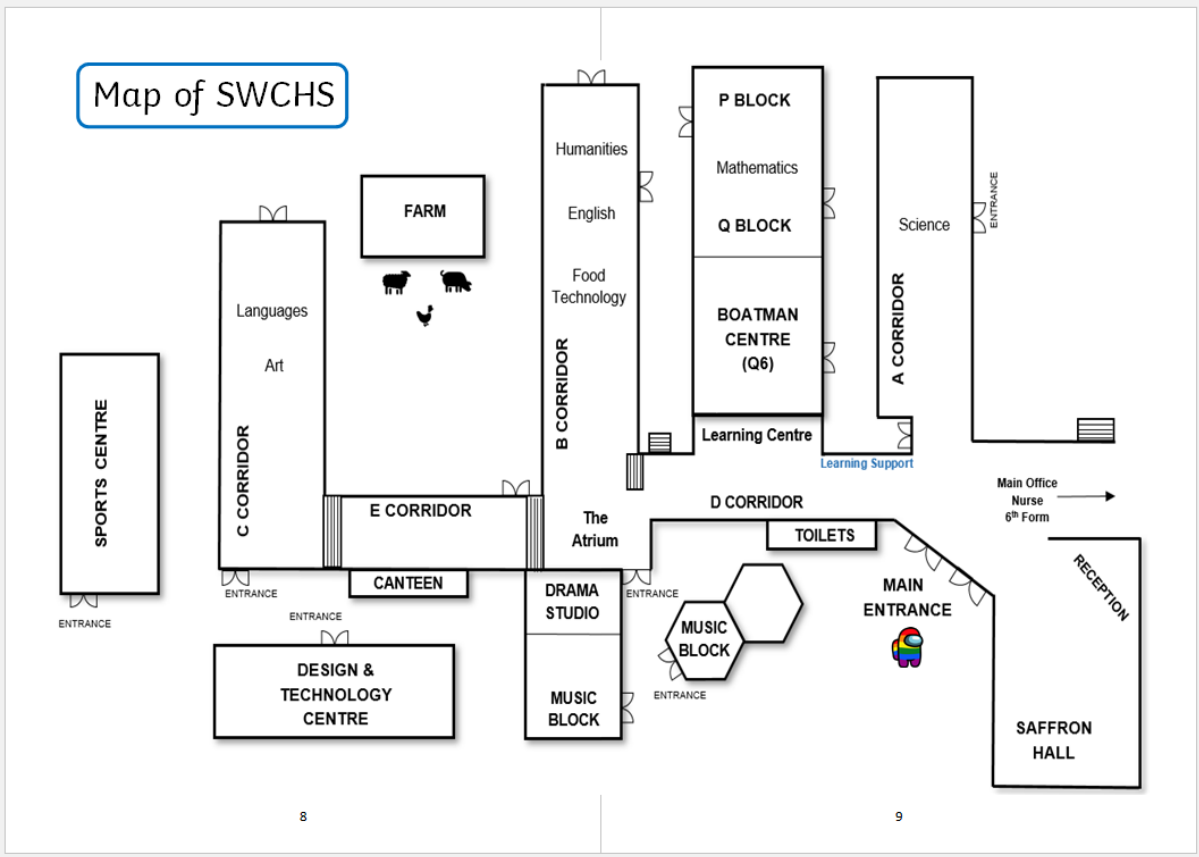 Map of SWCHS
P BLOCK
Mathematics
Q BLOCK
BOATMAN
CENTRE
(Q6)
Learning Centre
Humanities
English
Food
Technology
B CORRIDOR
Science
A CORRIDOR
ENTRANCE
FARM
Languages
Art
C CORRIDOR
SPORTS CENTRE
ENTRANCE
Learning Support
Main Office
Nurse
6th Form
D CORRIDOR
E CORRIDOR
The
Atrium
TOILETS
RECEPTION
CANTEEN
ENTRANCE
ENTRANCE
DRAMA
STUDIO
ENTRANCE
MUSIC
BLOCK
ENTRANCE
MAIN
ENTRANCE
DESIGN &
TECHNOLOGY
CENTRE
MUSIC
BLOCK
SAFFRON
HALL
8
9